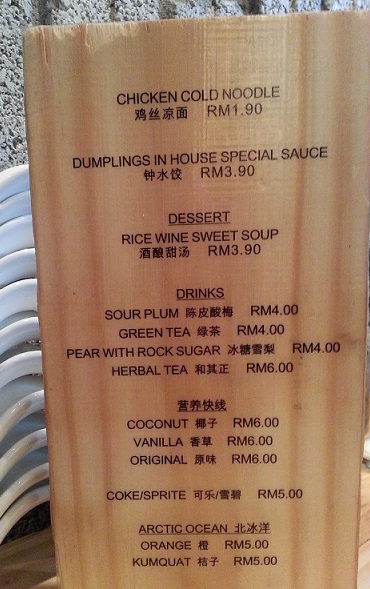 CHICKEN COLD NOODLE
鸡丝凉面 RM1.90
DUMPLINGS IN HOUSE SPECIAL SAUCE
钟水饺 RM3.90
DESSERT
RICE WINE SWEET SOUP
酒酿甜汤 RM3.90
DRINKS
SOUR PLUM 陈皮酸梅 RM4.00
GREEN TEA 绿茶 RM4.00
PEAR WITH ROCK SUGAR 冰糖雪梨 RM4.00
HERBAL TEA 和其正 RM6.00
营养快线
COCONUT 椰子 RM6.00
VANILLA 香草 RM6.00
ORIGINAL 原味 RM6.00
COKE/SPRITE 可乐/雪碧 RM5.00
ARCTIC OCEAN 北冰洋
ORANGE 橙 RM5.00
KUMQUAT 桔子 RM5.00